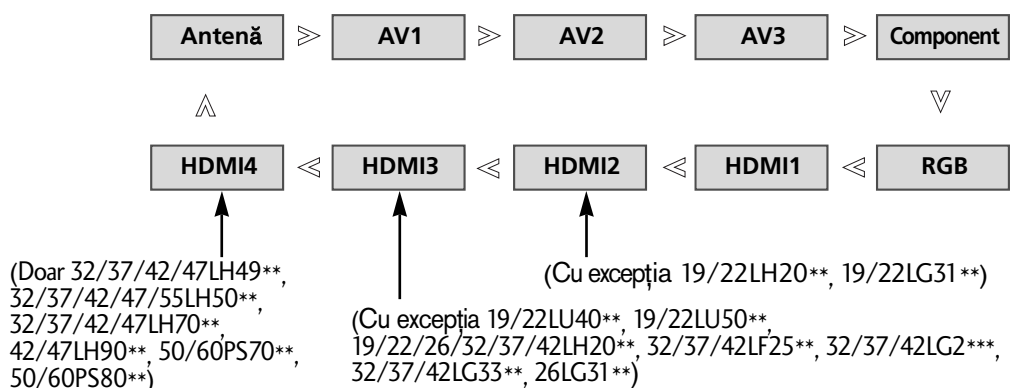 Antenă
AV1
AV2
AV3
Component
HDMI4
HDMI3
HDMI2
HDMI1
RGB
(Doar 32/37/42/47LH49**,
32/37/42/47/55LH50**,
32/37/42/47LH70**,
42/47LH90**, 50/60PS70**,
50/60PS80**)
(Cu excepţia 19/22LU40**, 19/22LU50**,
19/22/26/32/37/42LH20**, 32/37/42LF25**, 32/37/42LG2***,
32/37/42LG33**, 26LG31**)
(Cu excepţia 19/22LH20**, 19/22LG31**)